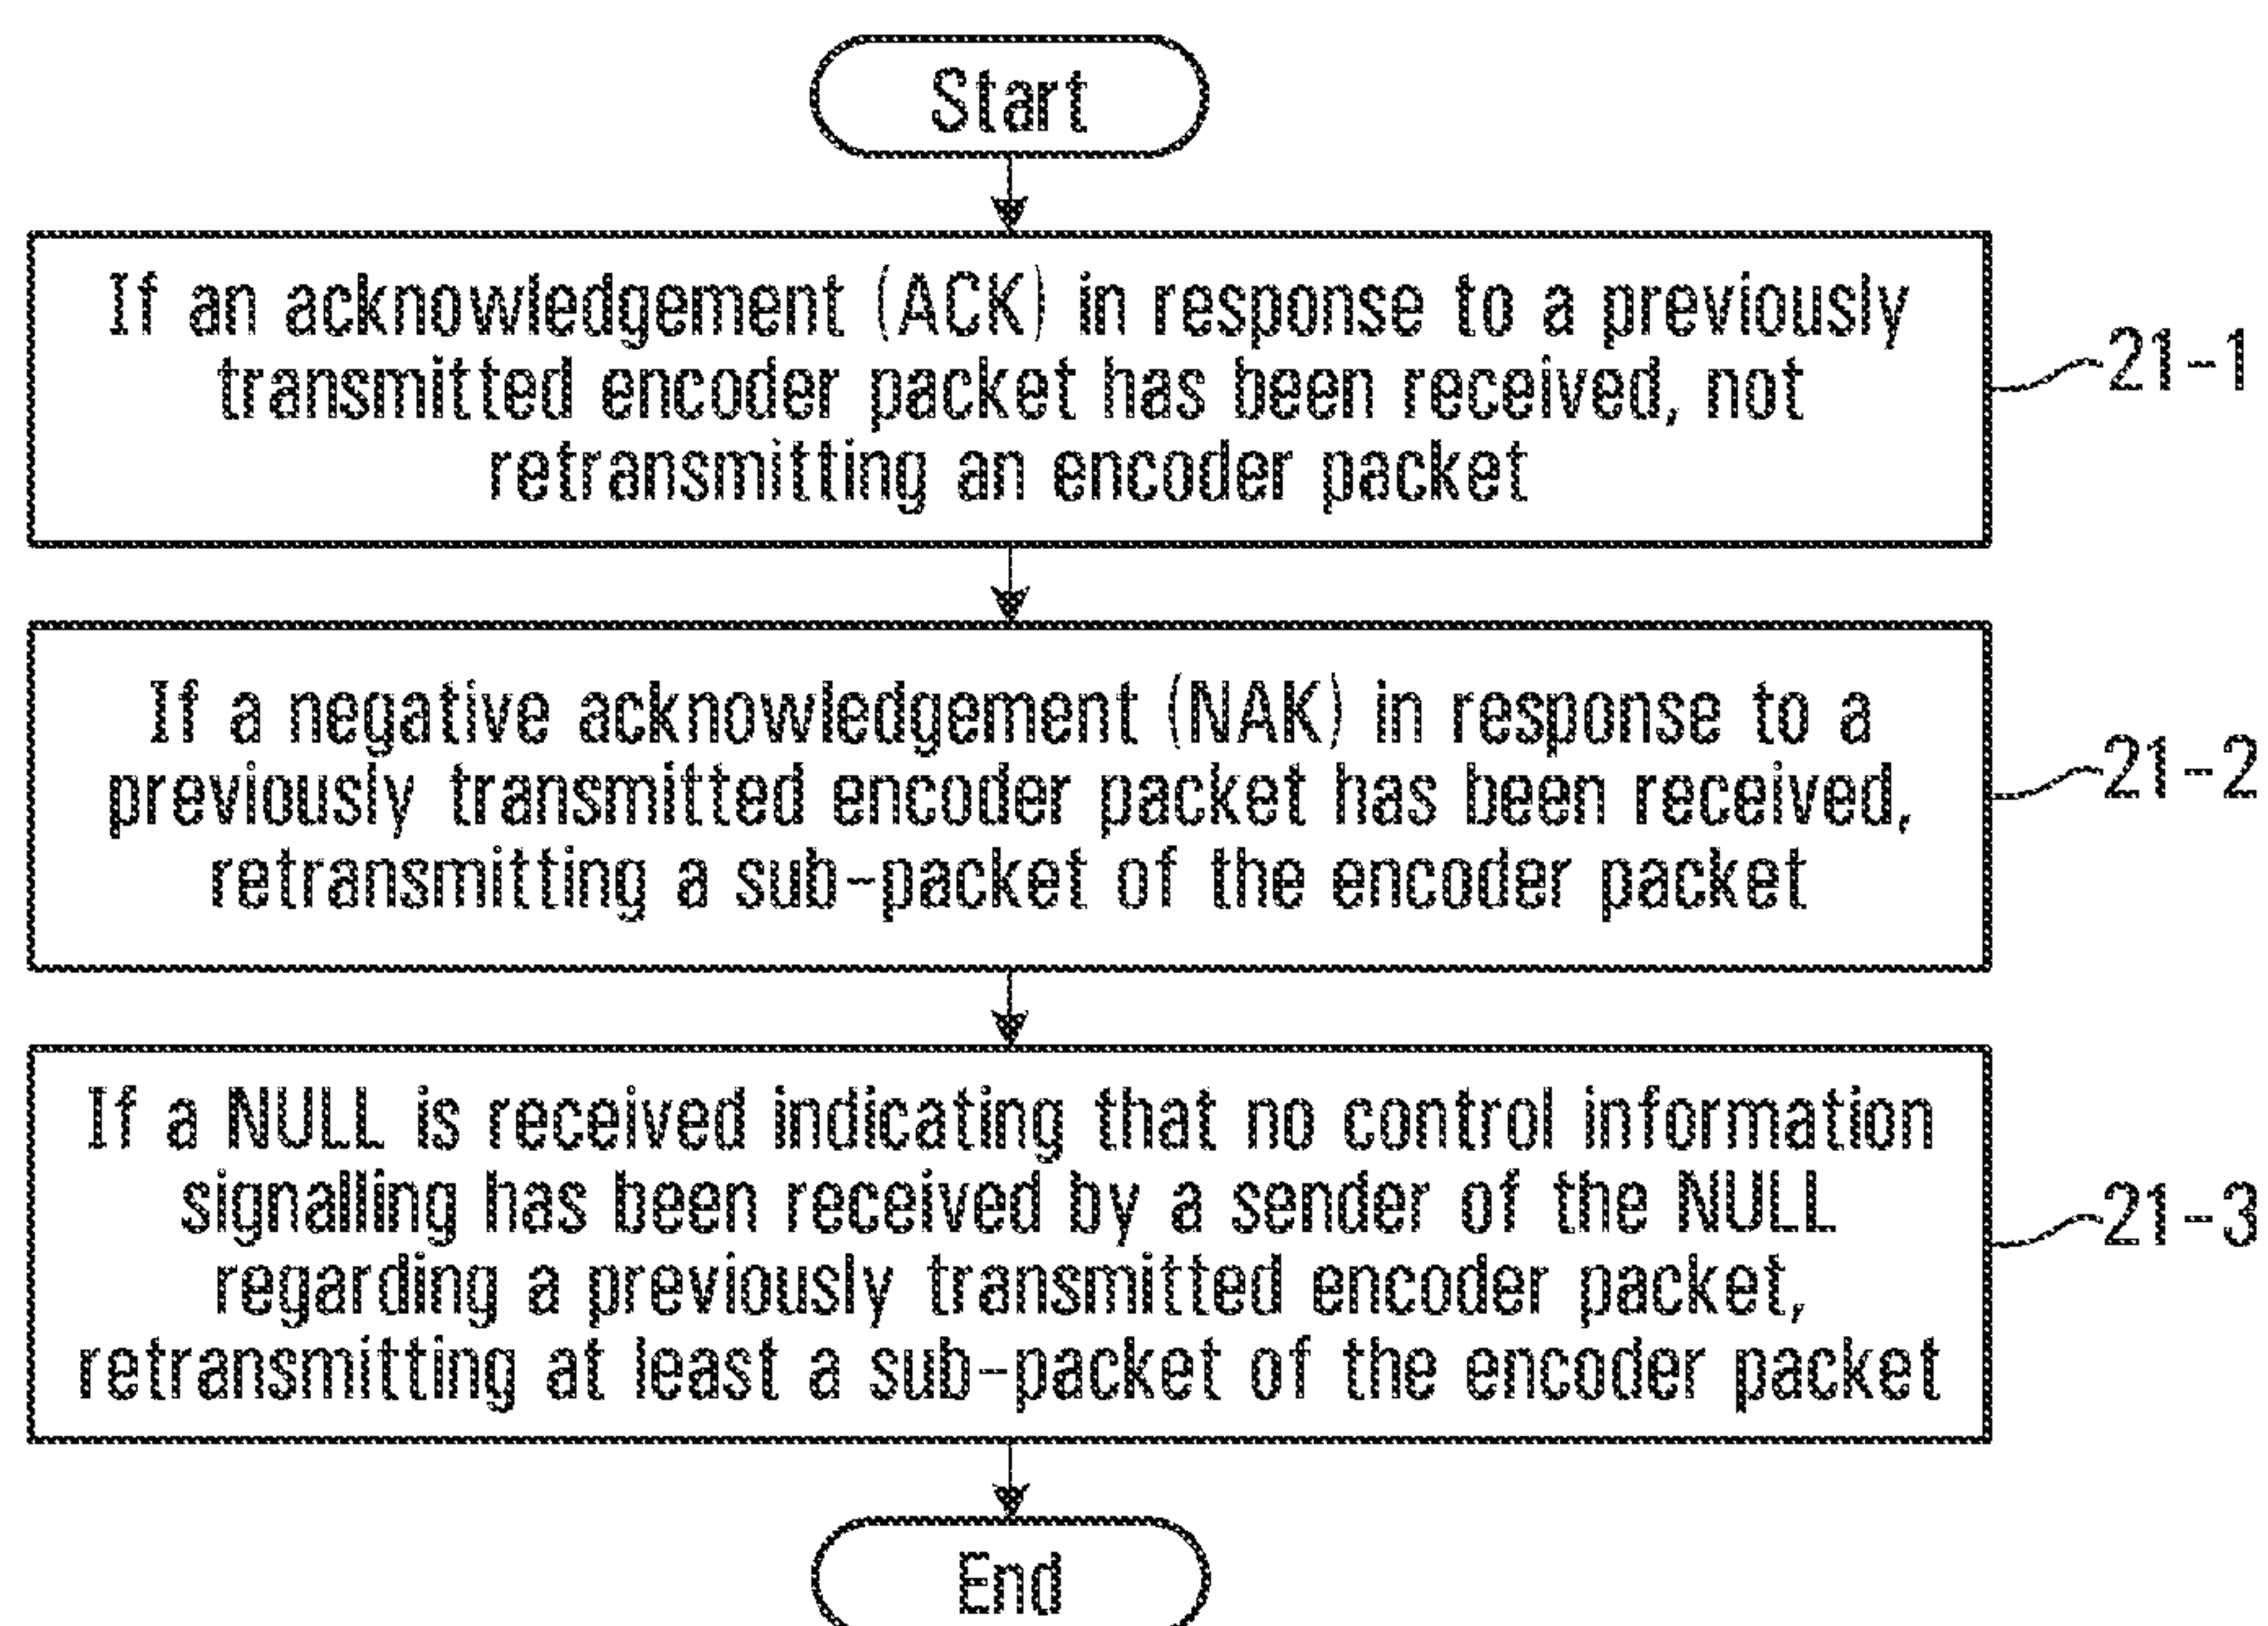 Start
If an acknowledgement (ACK) in response to a previously
transmitted encoder packet has been received, not
retransmitting an encoder packet
21-1
If a negative acknowledgement (NAK) in response to a
previously transmitted encoder packet has been received,
retransmitting a sub-packet of the encoder packet
21-2
If a NULL is received indicating that no control information
signalling has been received by a sender of the NULL
regarding a previously transmitted encoder packet,
retransmitting at least a sub-packet of the encoder packet
21-3
End